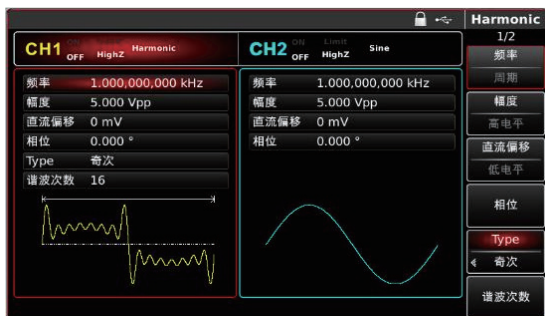 Harmonic
1/2
CH1 ON OFF HighZ Harmonic
CH2 ON OFF Limit HighZ Sine
频率 1.000,000,000 kHz
幅度 5.000 Vpp
直流偏移 0 mV
相位 0.000 °
Type 奇次
谐波次数 16
频率 1.000,000,000 kHz
幅度 5.000 Vpp
直流偏移 0 mV
相位 0.000 °
频率
周期
幅度
高电平
直流偏移
低电平
相位
Type
奇次
谐波次数